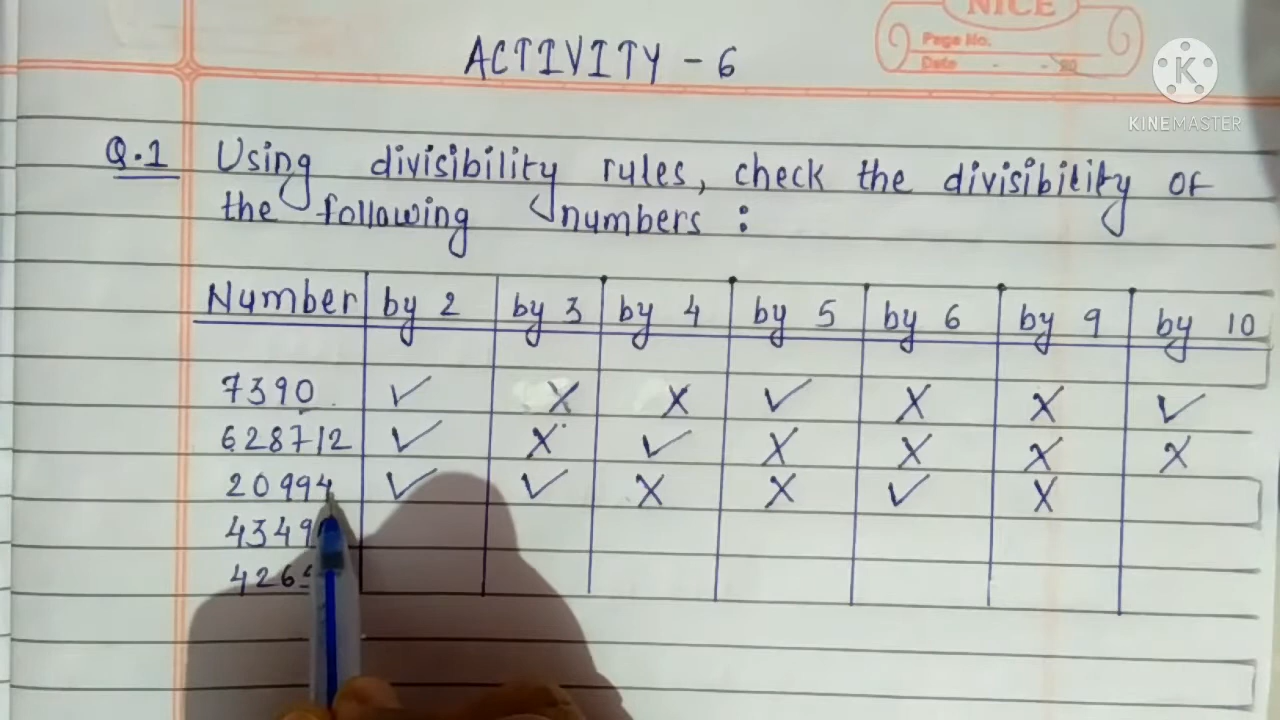 NICE
Page No.
Date - - 20
K
KINEMASTER
ACTIVITY - 6
Q.1 Using divisibility rules, check the divisibility of
the following numbers :
Number by 2 by 3 by 4 by 5 by 6 by 9 by 10
7390 ✓ X X ✓ X X ✓
628712 ✓ X ✓ X X X X
20994 ✓ ✓ X X ✓ X